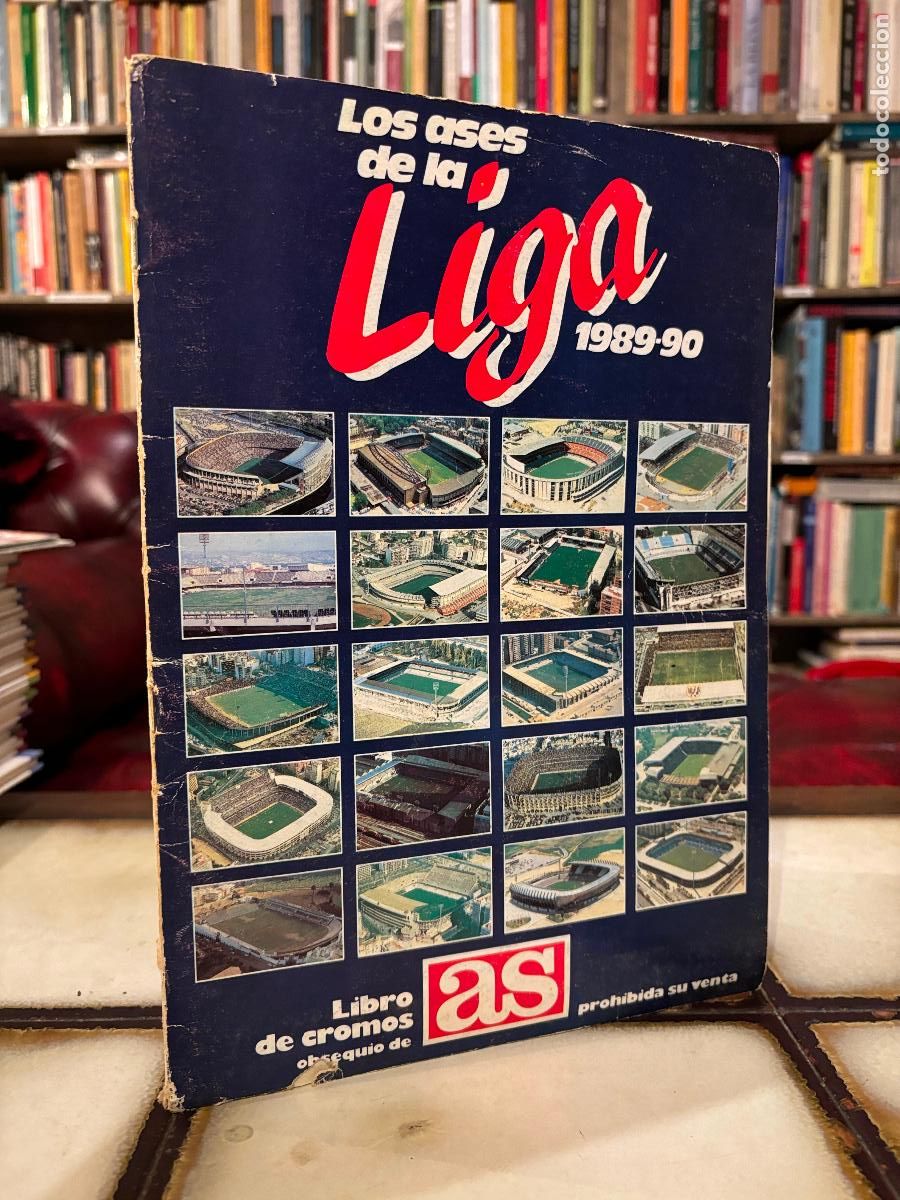 Los ases
de la
Liga
1989-90
Libro
de cromos
obsequio de
as
prohibida su venta
todocoleccion